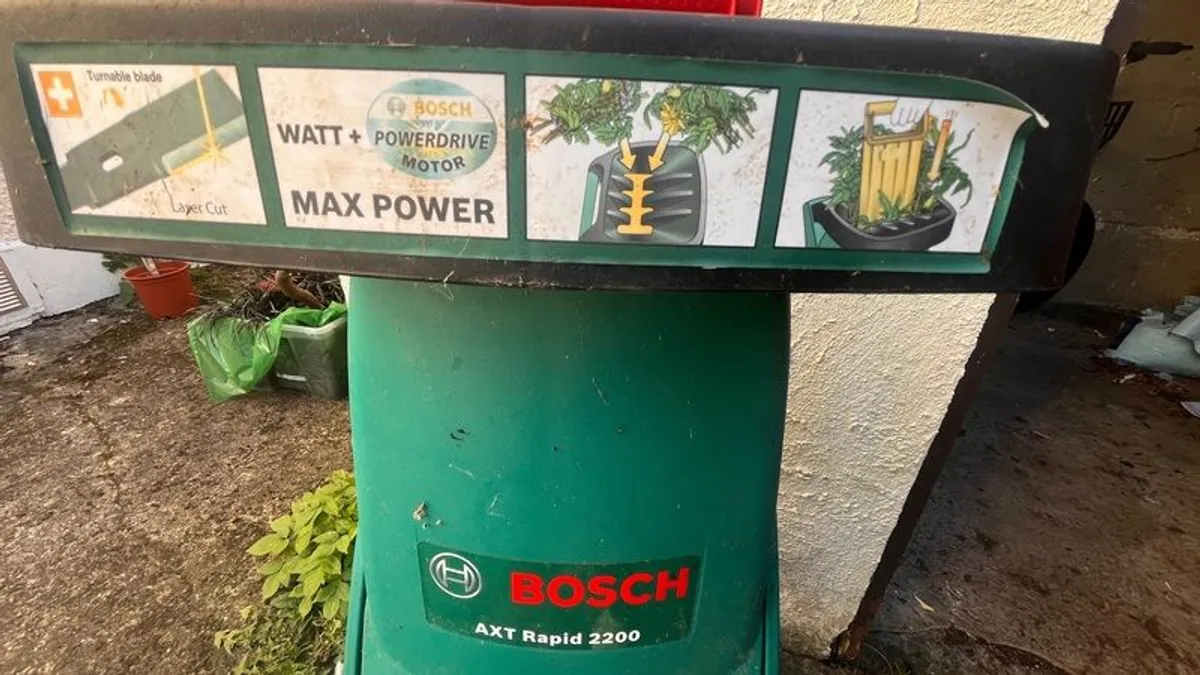 Turnable blade
Laser Cut
WATT +
BOSCH
POWERDRIVE
MOTOR
MAX POWER
BOSCH
AXT Rapid 2200